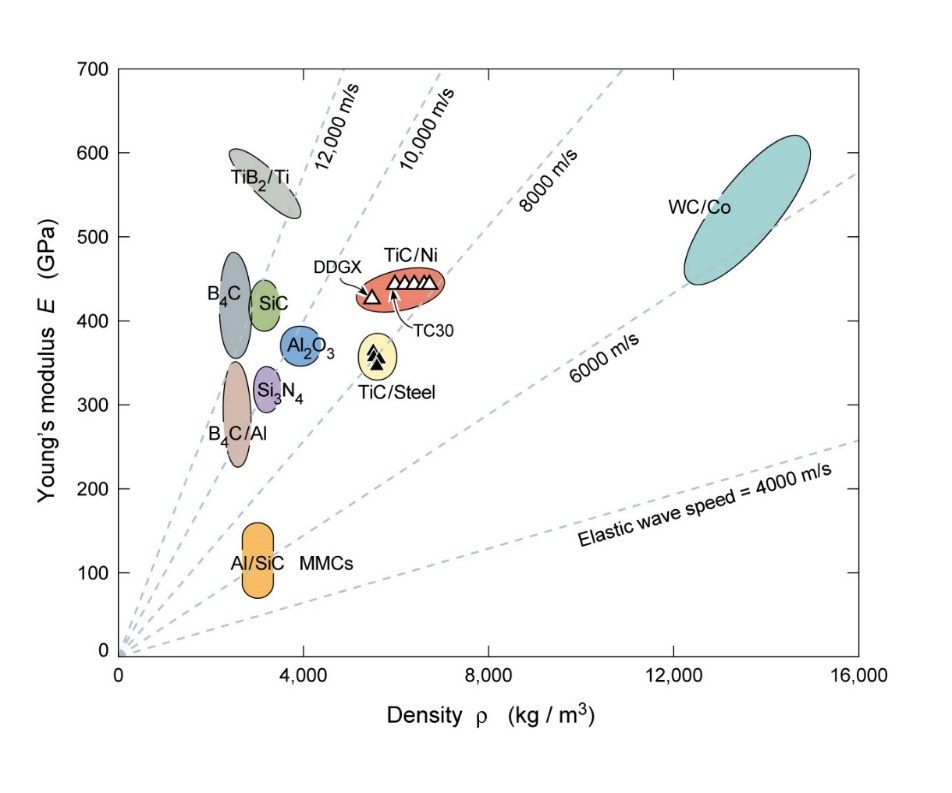 700
600
500
400
300
200
100
0
Young's modulus E (GPa)
12,000 m/s
10,000 m/s
8000 m/s
6000 m/s
Elastic wave speed = 4000 m/s
TiB2/Ti
WC/Co
TiC/Ni
DDGX
B4C
SiC
TC30
Al2O3
Si3N4
TiC/Steel
B4C/Al
Al/SiC MMCs
0
4,000
8,000
12,000
16,000
Density ρ (kg / m³)